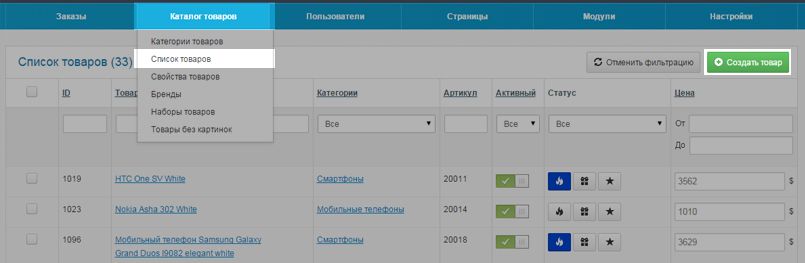 Заказы Каталог товаров Пользователи Страницы Модули Настройки
Категории товаров
Список товаров
Свойства товаров
Бренды
Наборы товаров
Товары без картинок
Список товаров (33) Отменить фильтрацию Создать товар
ID Товар Категории Артикул Активный Статус Цена
Все Все Все От
До
1019 HTC One SV White Смартфоны 20011 3562 $
1023 Nokia Asha 302 White Мобильные телефоны 20014 1010 $
1096 Мобильный телефон Samsung Galaxy Смартфоны 20018 3629 $
Grand Duos I9082 elegant white